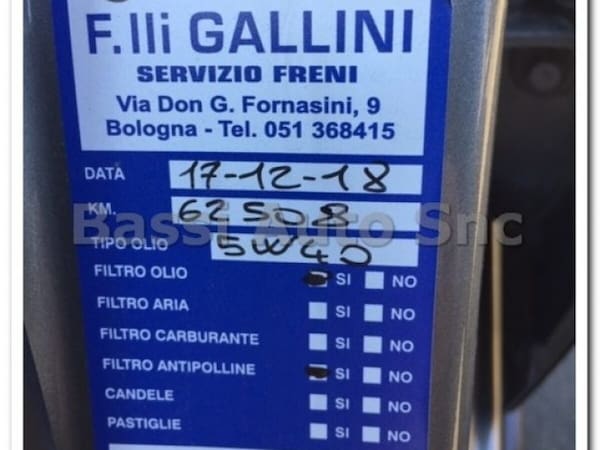 F.lli GALLINI
SERVIZIO FRENI
Via Don G. Fornasini, 9
Bologna - Tel. 051 368415
DATA 17-12-18
KM. 62508
Bassi Auto Snc
TIPO OLIO 5W40
FILTRO OLIO SI NO
FILTRO ARIA SI NO
FILTRO CARBURANTE SI NO
FILTRO ANTIPOLLINE SI NO
CANDELE SI NO
PASTIGLIE SI NO